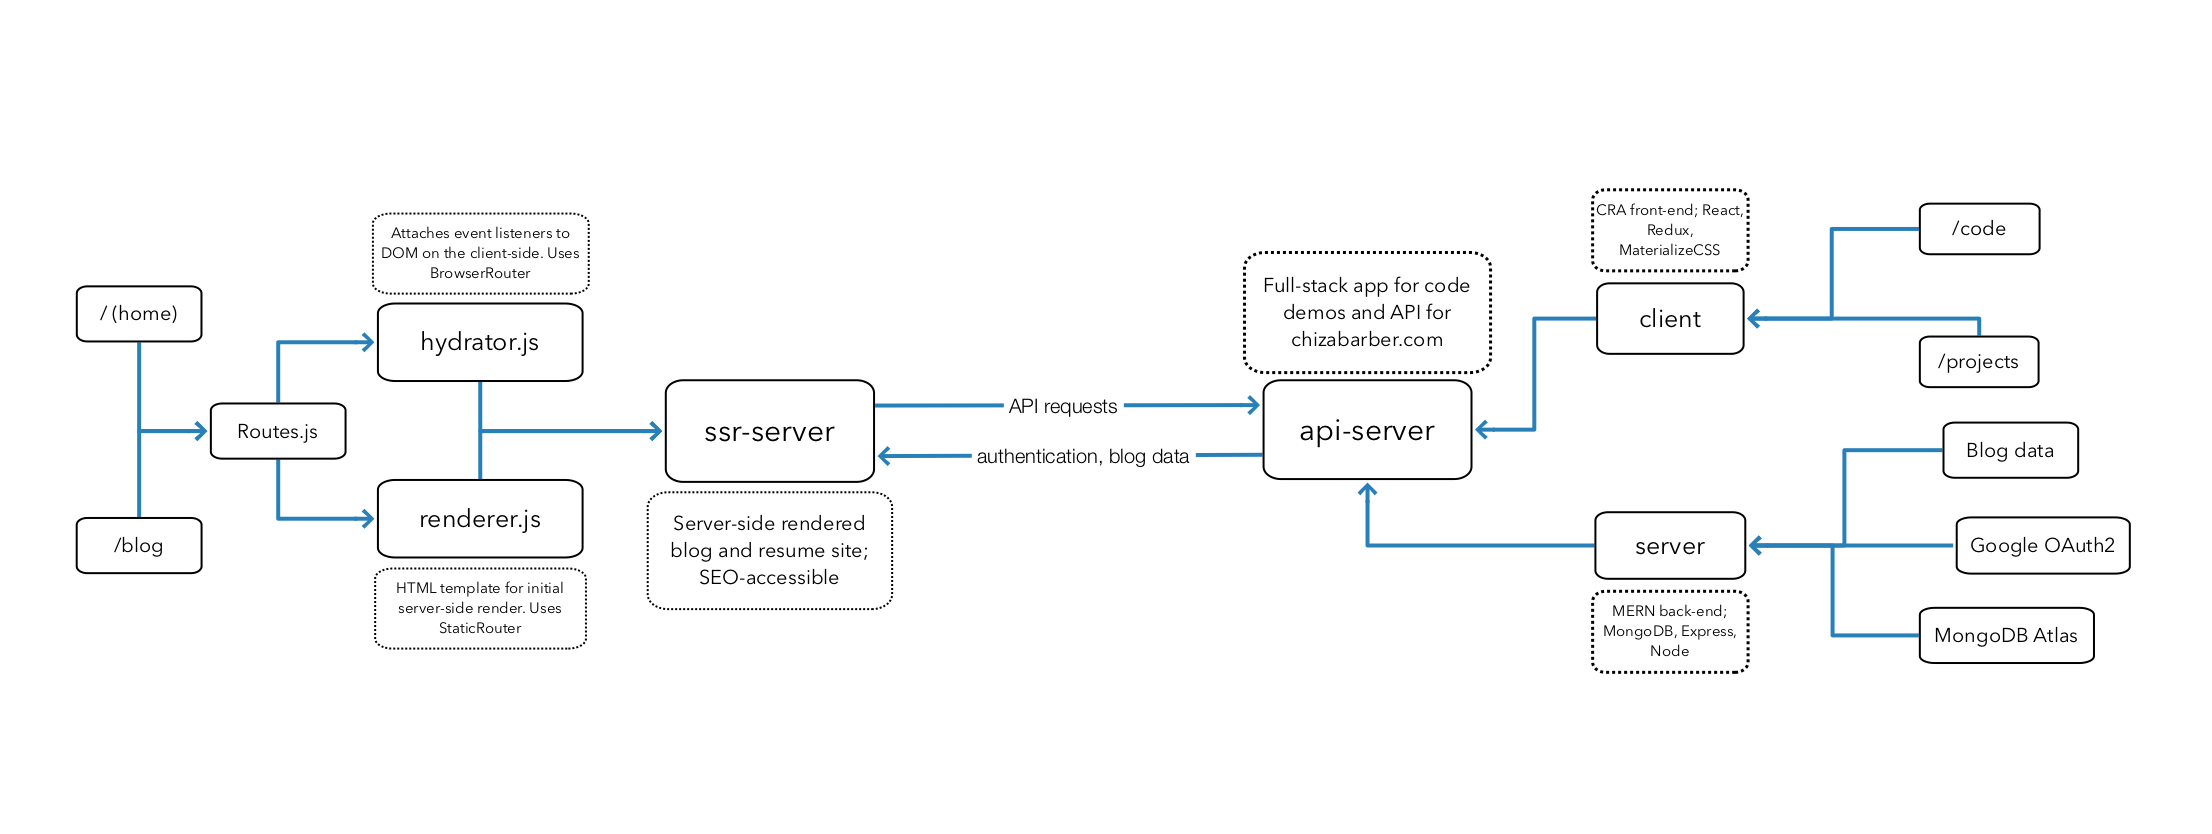 / (home)
/blog
Routes.js
Attaches event listeners to
DOM on the client-side. Uses
BrowserRouter
hydrator.js
renderer.js
HTML template for initial
server-side render. Uses
StaticRouter
ssr-server
Server-side rendered
blog and resume site;
SEO-accessible
API requests
authentication, blog data
Full-stack app for code
demos and API for
chizabarber.com
api-server
CRA front-end; React,
Redux,
MaterializeCSS
client
/code
/projects
server
MERN back-end;
MongoDB, Express,
Node
Blog data
Google OAuth2
MongoDB Atlas